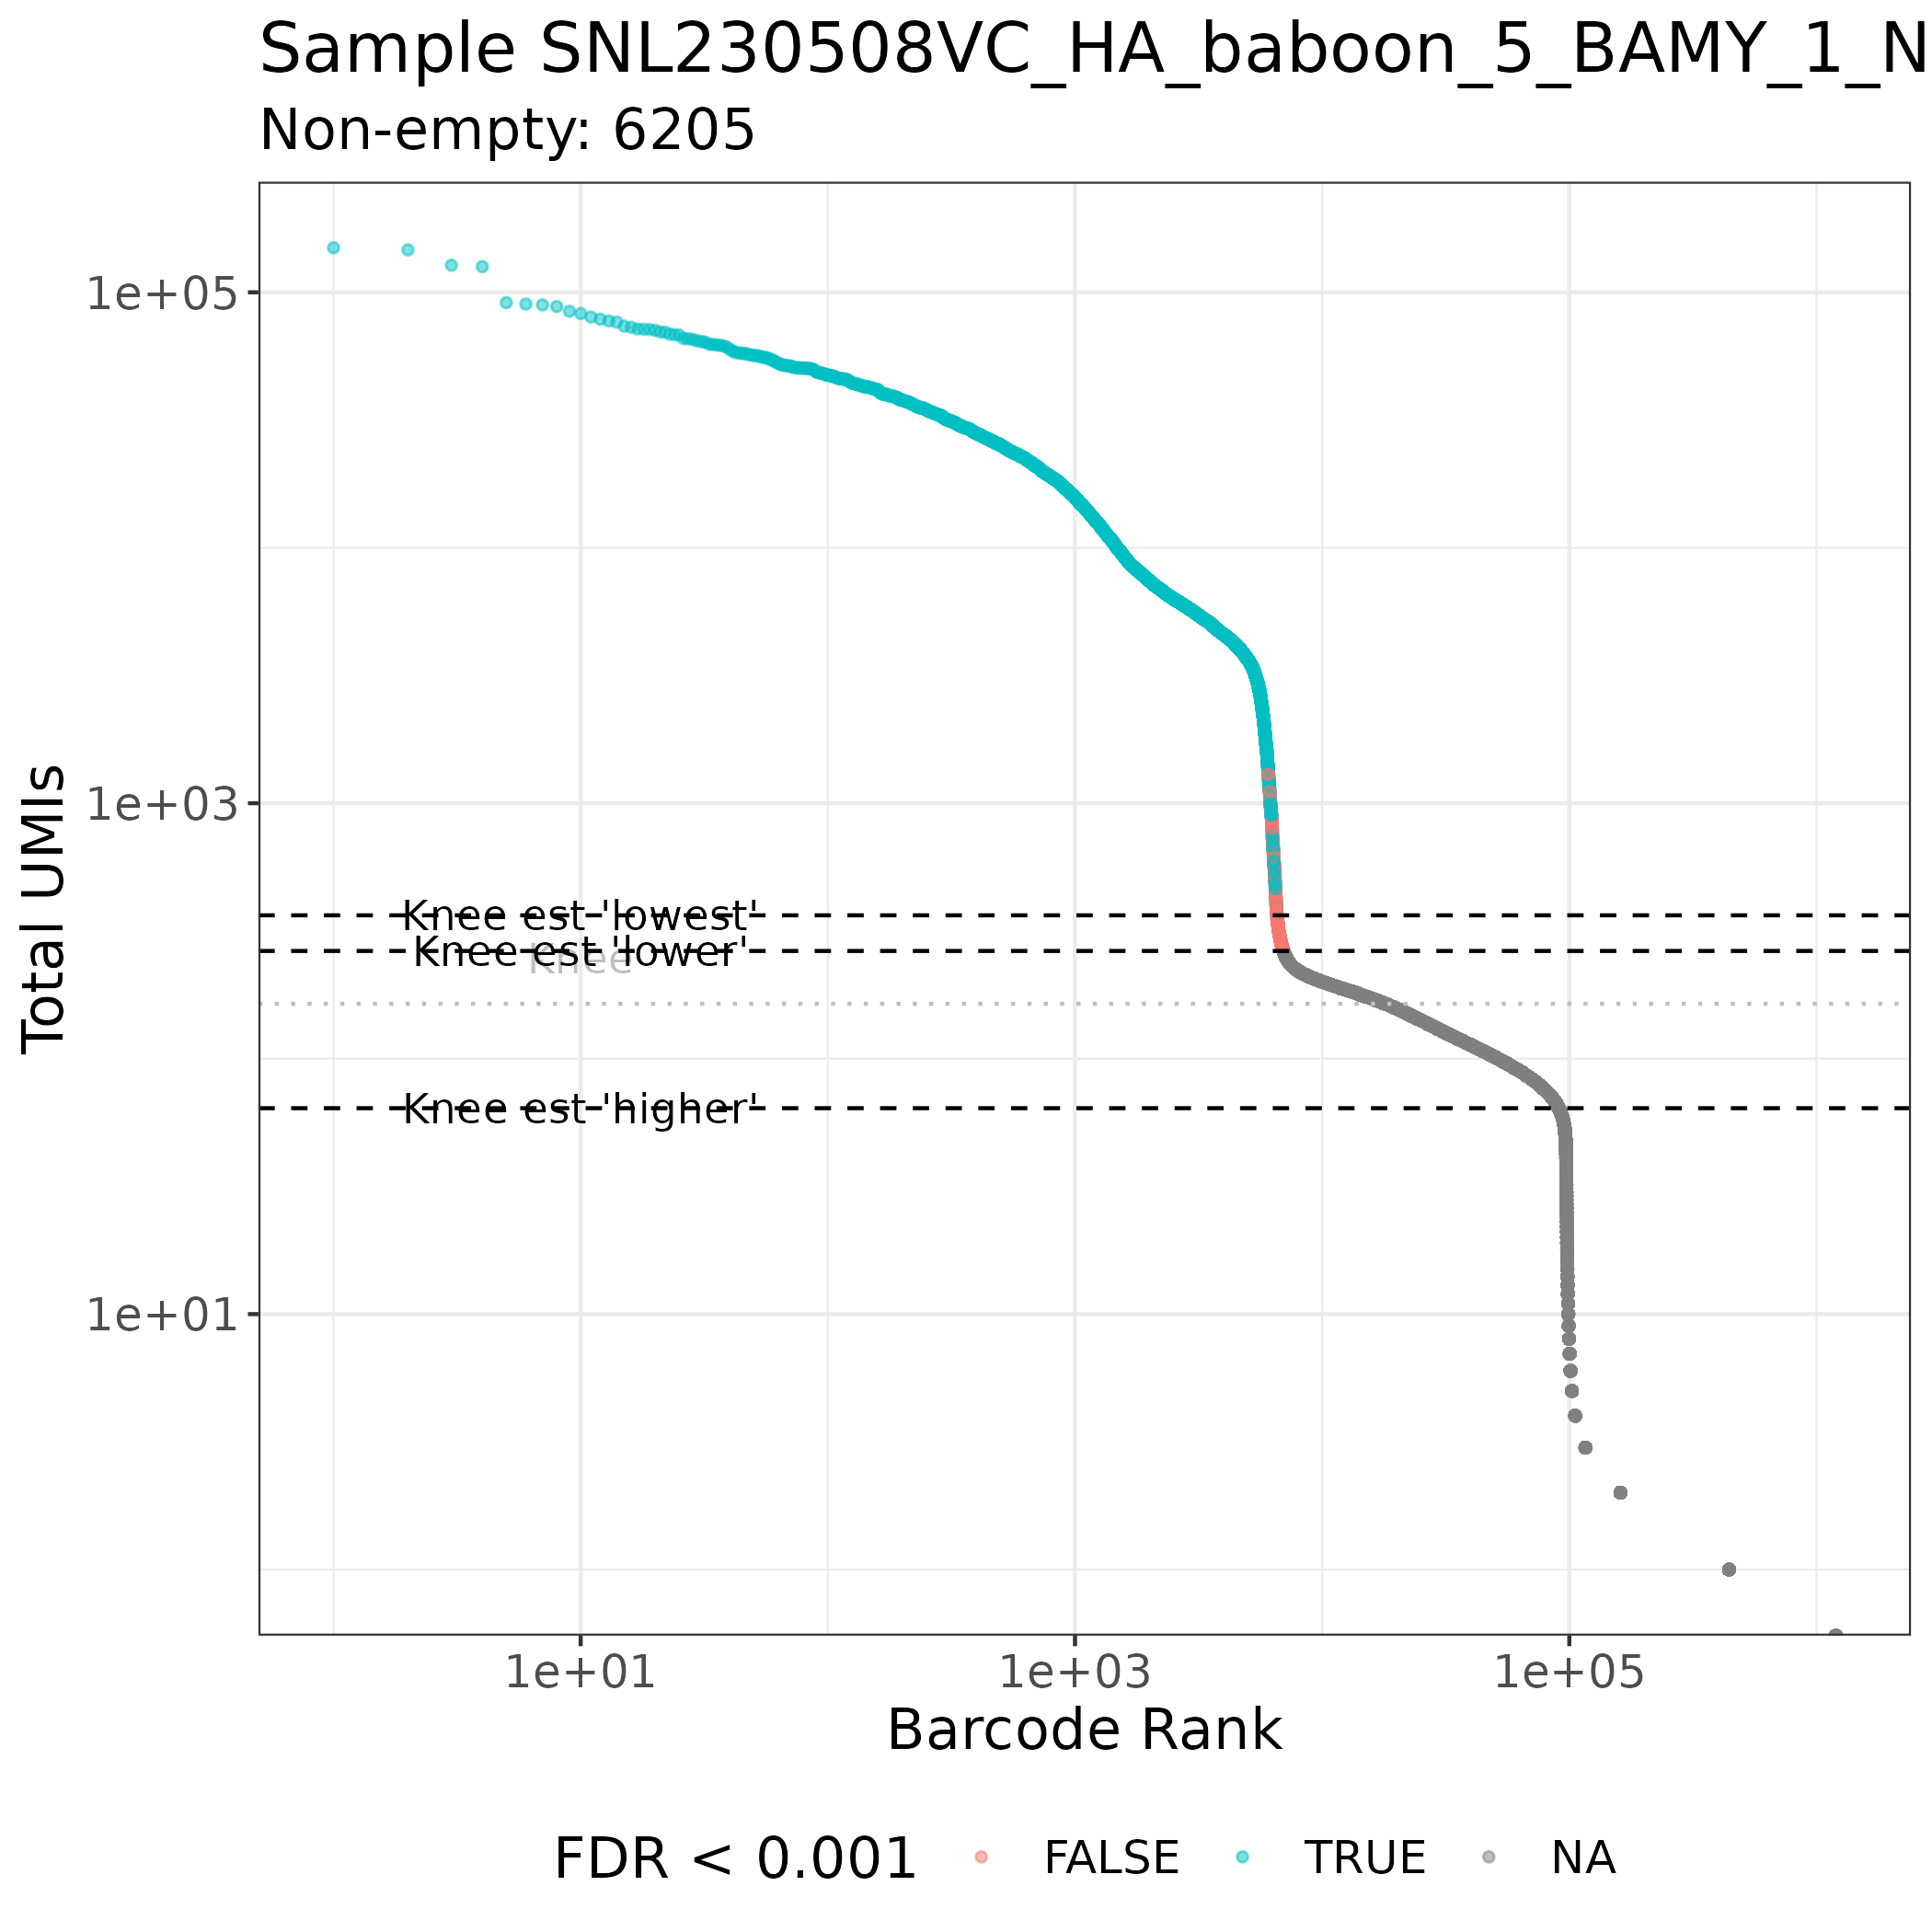 Sample SNL230508VC_HA_baboon_5_BAMY_1_N
Non-empty: 6205
Total UMIs
1e+05
1e+03
1e+01
Knee est 'lowest'
Knee est 'lower'
Knee
Knee est 'higher'
1e+01 1e+03 1e+05
Barcode Rank
FDR < 0.001 FALSE TRUE NA